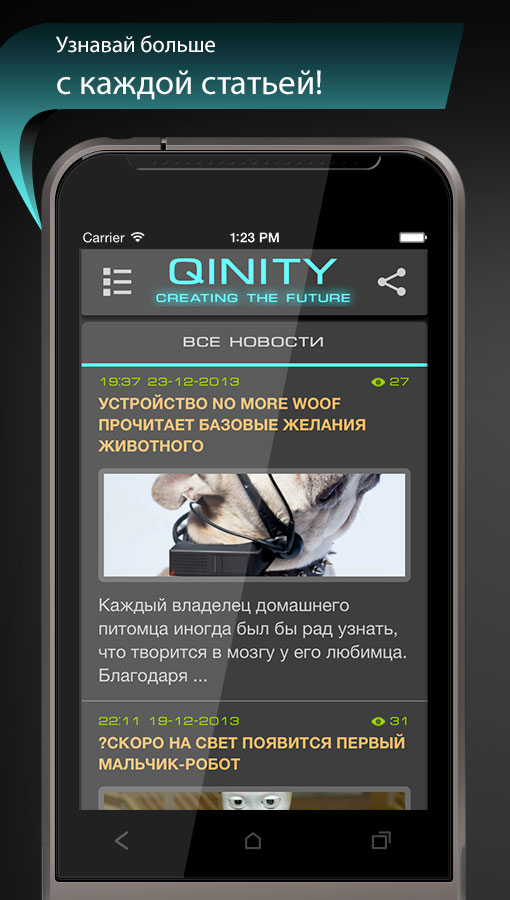 Узнавай больше
с каждой статьей!
Carrier 1:23 PM
QINITY
CREATING THE FUTURE
ВСЕ НОВОСТИ
19:37 23-12-2013 27
УСТРОЙСТВО NO MORE WOOF
ПРОЧИТАЕТ БАЗОВЫЕ ЖЕЛАНИЯ
ЖИВОТНОГО
Каждый владелец домашнего
питомца иногда был бы рад узнать,
что творится в мозгу у его любимца.
Благодаря ...
22:11 19-12-2013 31
?СКОРО НА СВЕТ ПОЯВИТСЯ ПЕРВЫЙ
МАЛЬЧИК-РОБОТ